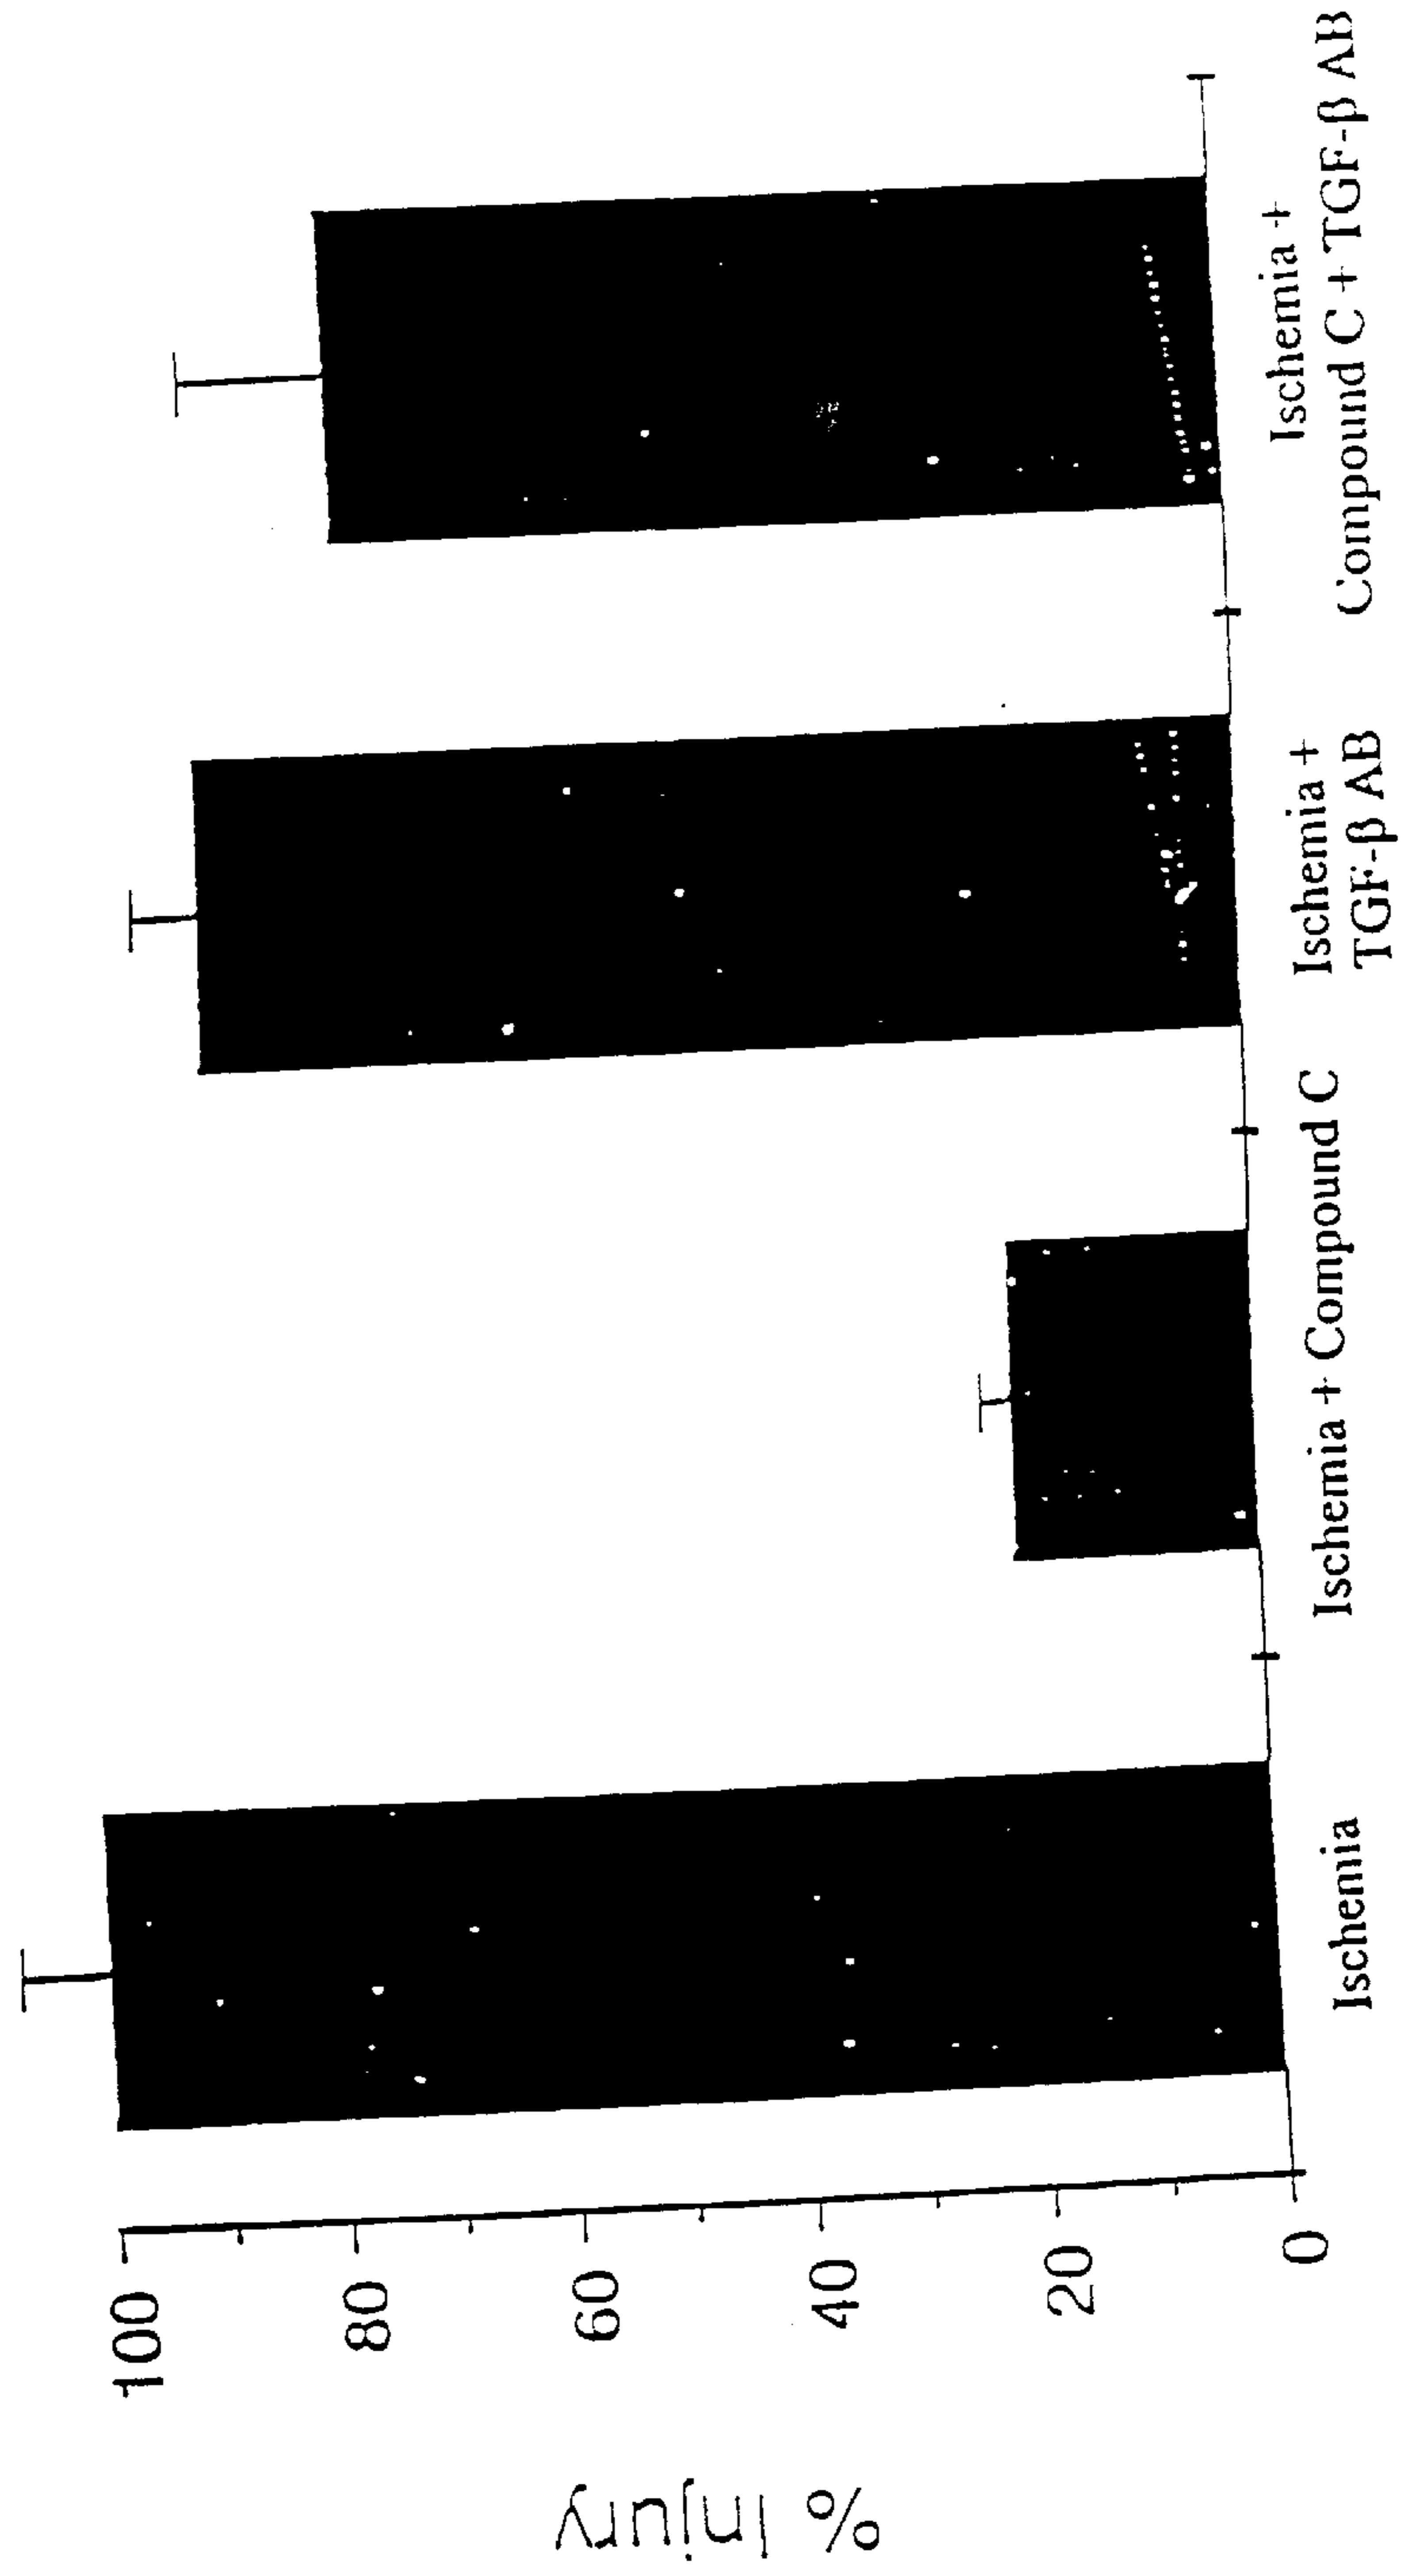 % Injury
100
80
60
40
20
0
Ischemia
Ischemia + Compound C
Ischemia +
TGF-β AB
Ischemia +
Compound C + TGF-β AB